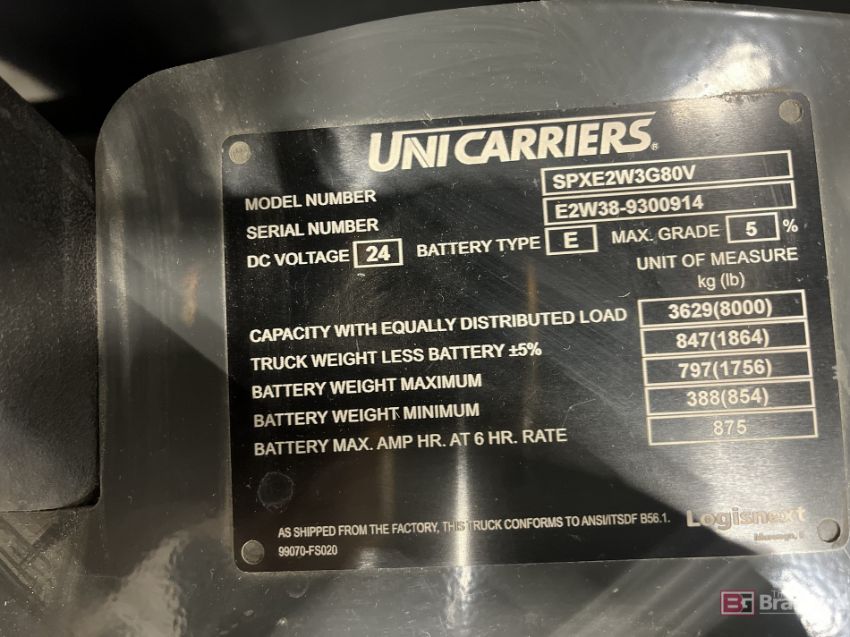 UNICARRIERS®
MODEL NUMBER SPXE2W3G80V
SERIAL NUMBER E2W38-9300914
DC VOLTAGE 24 BATTERY TYPE E MAX. GRADE 5 %
UNIT OF MEASURE
kg (lb)
CAPACITY WITH EQUALLY DISTRIBUTED LOAD 3629(8000)
TRUCK WEIGHT LESS BATTERY ±5% 847(1864)
BATTERY WEIGHT MAXIMUM 797(1756)
BATTERY WEIGHT MINIMUM 388(854)
BATTERY MAX. AMP HR. AT 6 HR. RATE 875
AS SHIPPED FROM THE FACTORY, THIS TRUCK CONFORMS TO ANSI/ITSDF B56.1.
99070-FS020
Logisnext
BG The